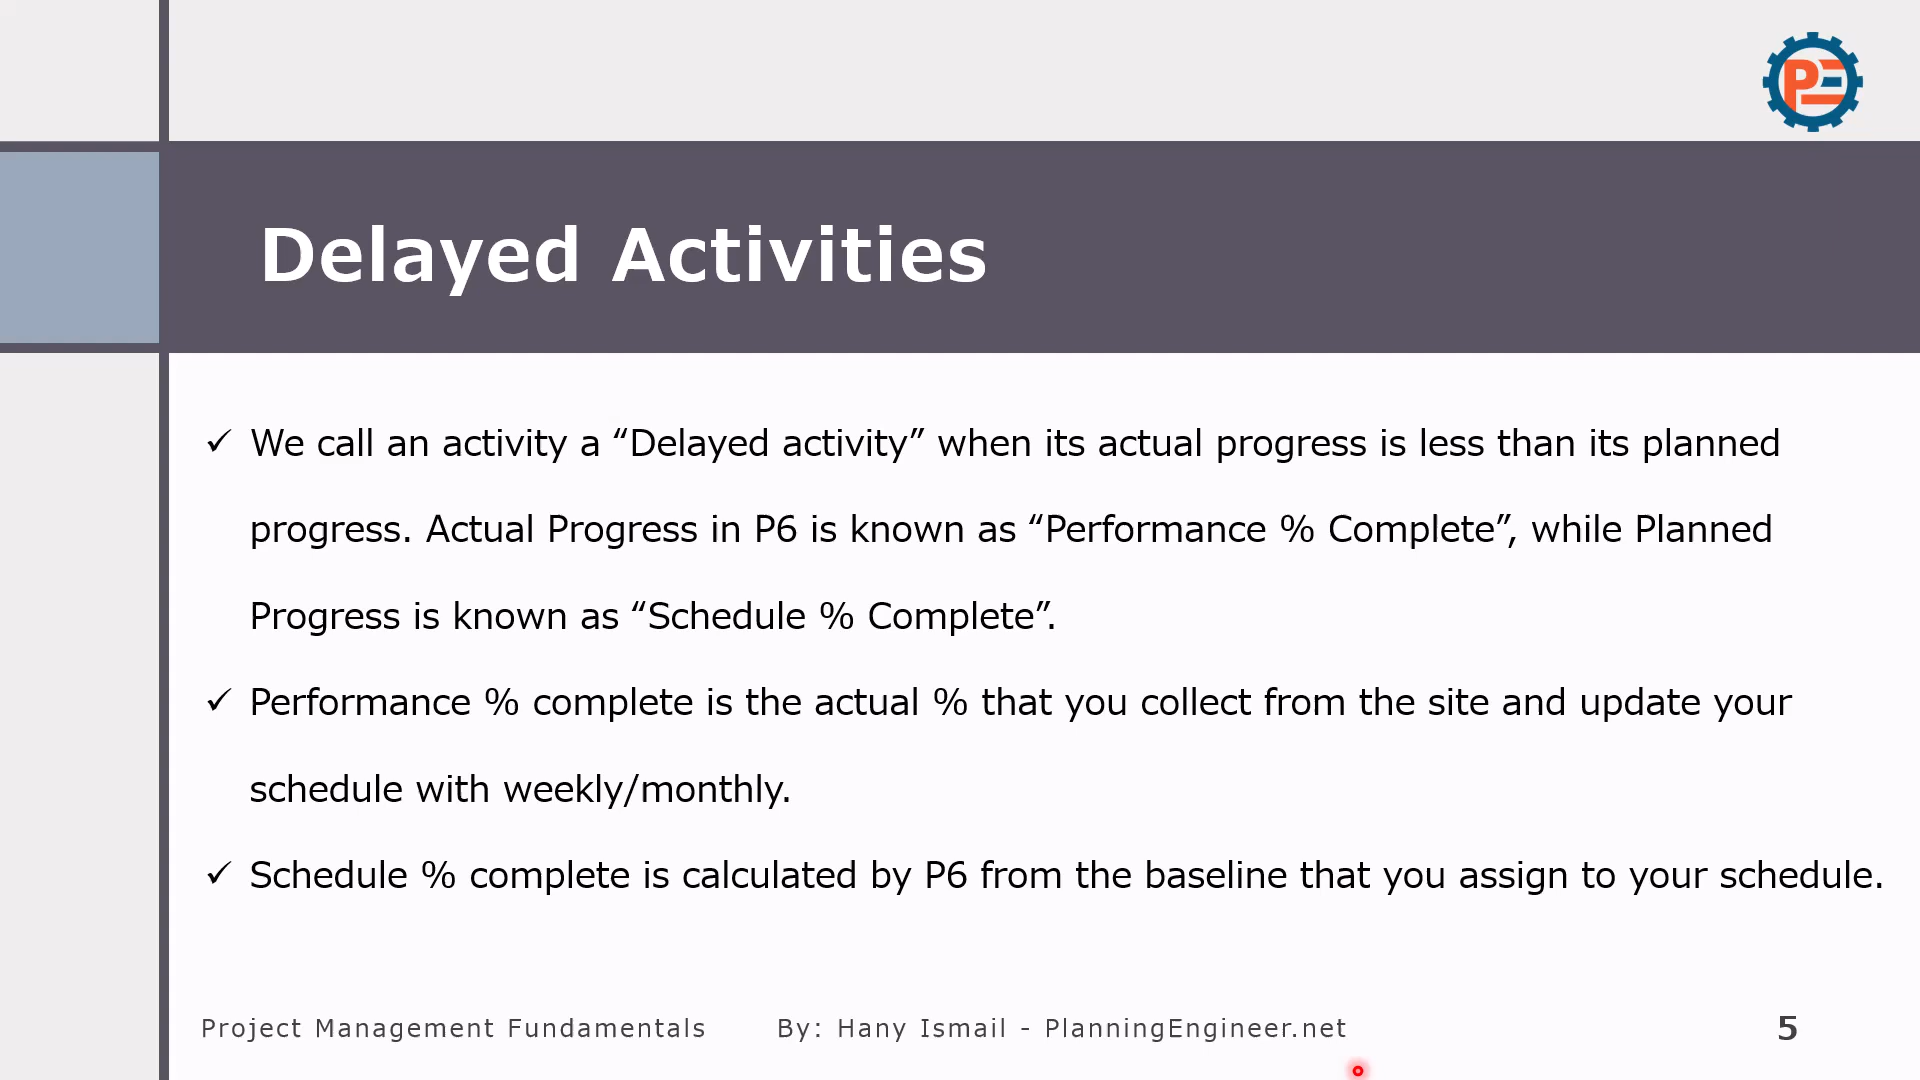 PE
Delayed Activities
✓ We call an activity a “Delayed activity” when its actual progress is less than its planned
progress. Actual Progress in P6 is known as “Performance % Complete”, while Planned
Progress is known as “Schedule % Complete”.
✓ Performance % complete is the actual % that you collect from the site and update your
schedule with weekly/monthly.
✓ Schedule % complete is calculated by P6 from the baseline that you assign to your schedule.
Project Management Fundamentals By: Hany Ismail - PlanningEngineer.net 5